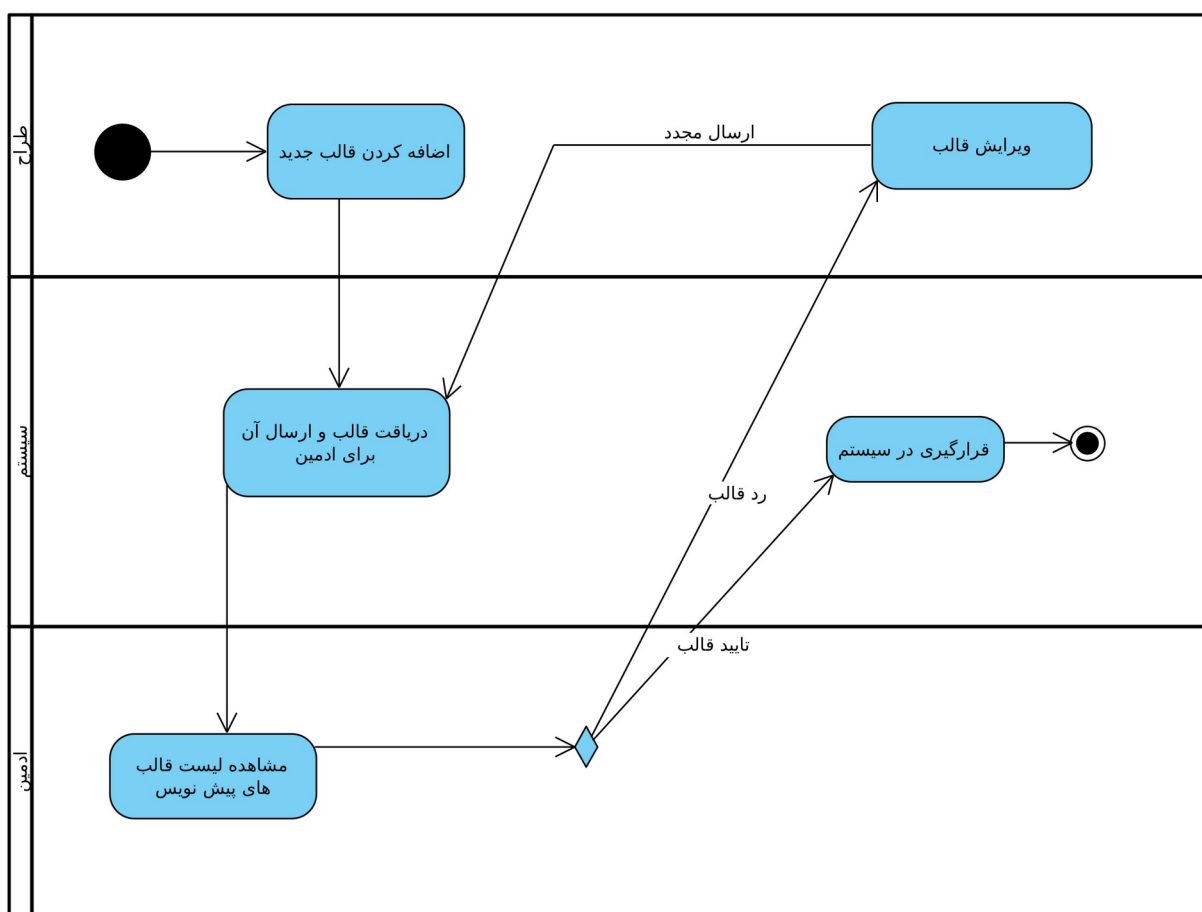 طراح
اضافه کردن قالب جدید
ارسال مجدد
ویرایش قالب
سیستم
دریاقت قالب و ارسال آن
برای ادمین
قرارگیری در سیستم
رد قالب
تایید قالب
ادمین
مشاهده لیست قالب
های پیش نویس